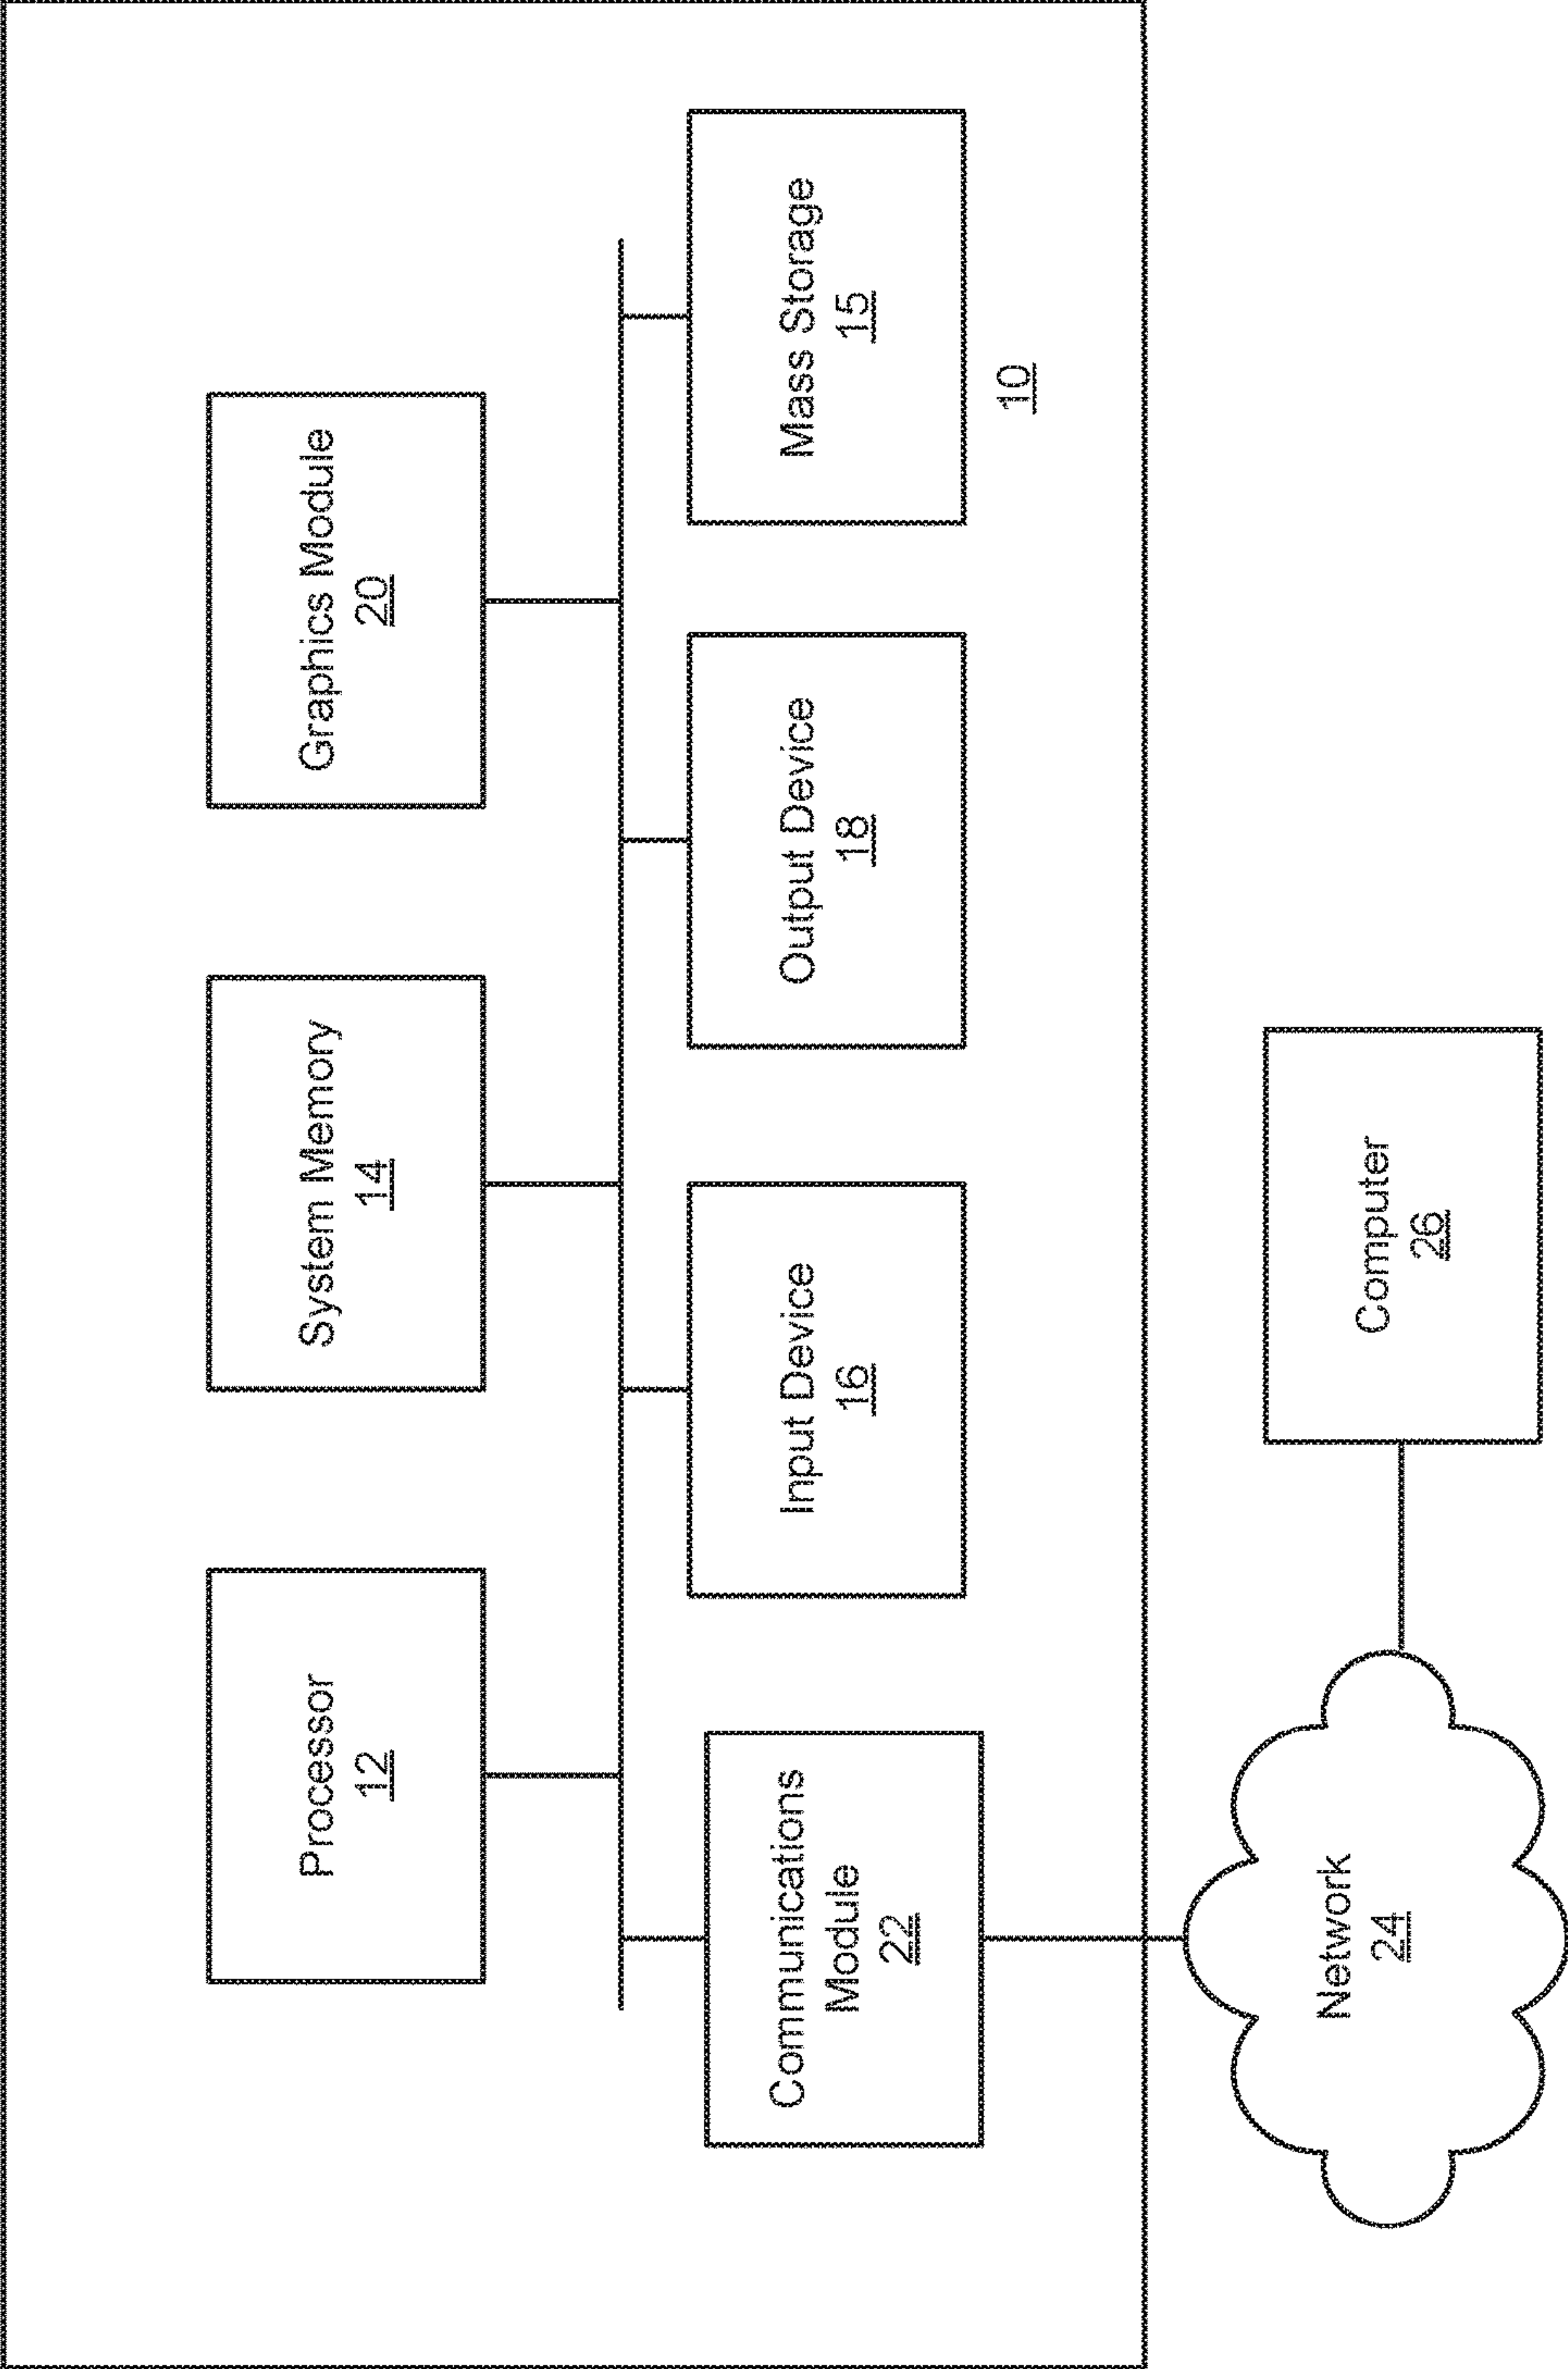 Processor
12
System Memory
14
Graphics Module
20
Communications
Module
22
Input Device
16
Output Device
18
Mass Storage
15
10
Network
24
Computer
26